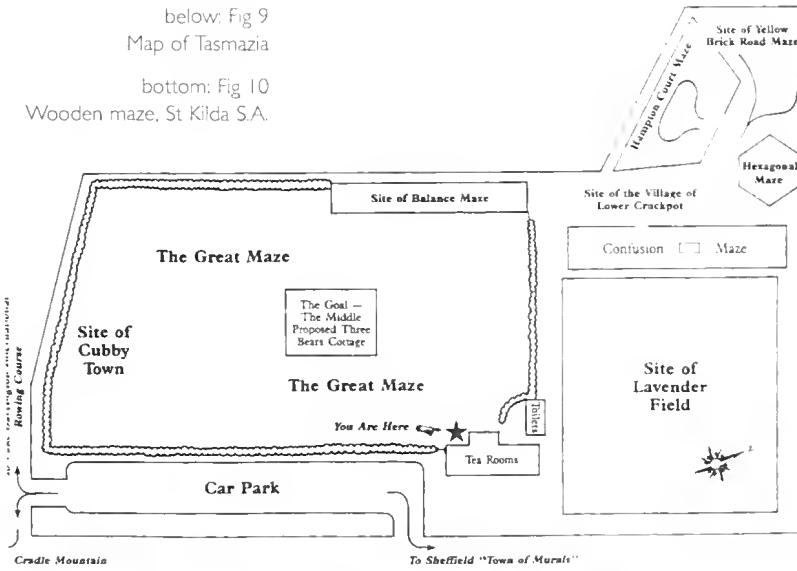 below: Fig 9
Map of Tasmazia
bottom: Fig 10
Wooden maze, St Kilda S.A.
Site of Yellow
Brick Road Maze
Hampton Court Maze
Hexagonal
Maze
Site of Balance Maze
Site of the Village of
Lower Crackpot
Confusion Maze
The Great Maze
The Goal —
The Middle
Proposed Three
Bears Cottage
Site of
Cubby
Town
Site of
Lavender
Field
The Great Maze
Rowing Course
You Are Here
Toilets
Tea Rooms
Car Park
Cradle Mountain
To Sheffield "Town of Murals"